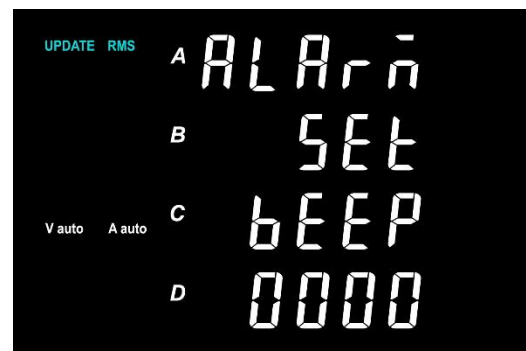 UPDATE RMS A ALArm
B SEt
V auto A auto C bEEP
D 0000